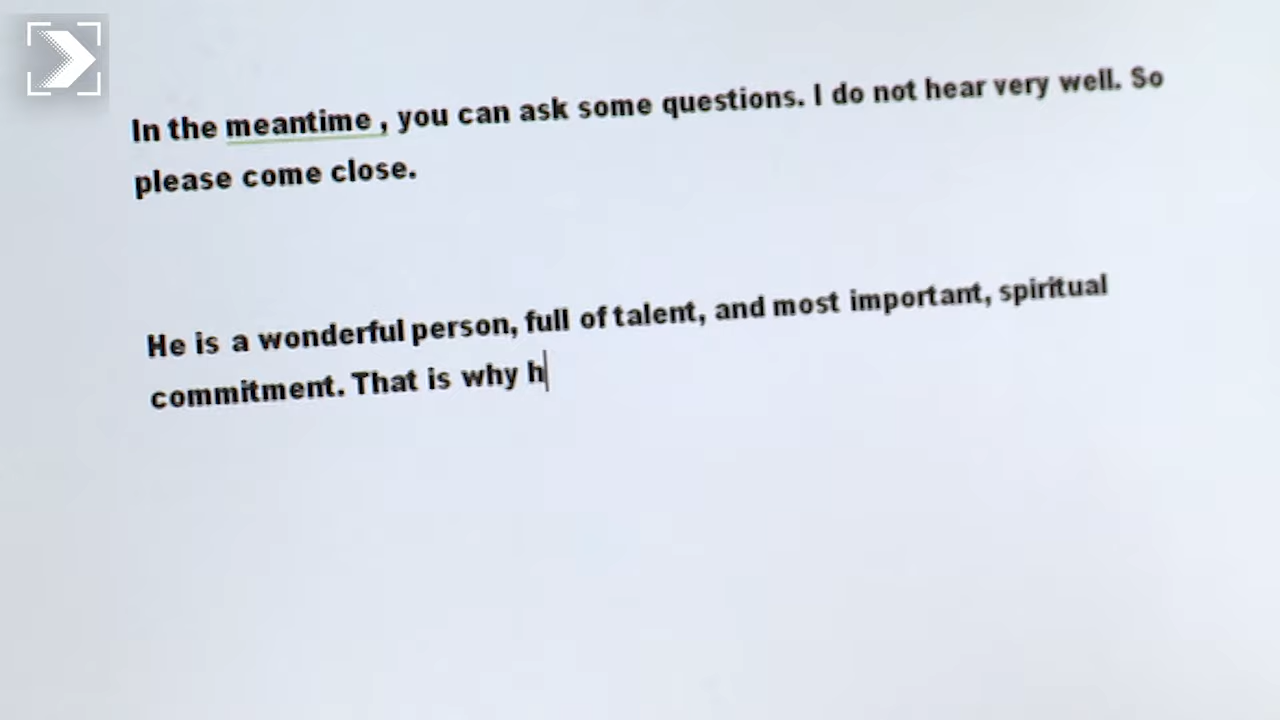 In the meantime , you can ask some questions. I do not hear very well. So
please come close.
He is a wonderful person, full of talent, and most important, spiritual
commitment. That is why h